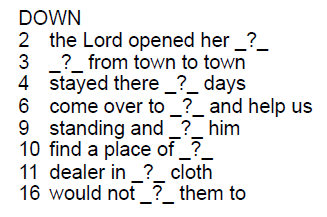 DOWN
2 the Lord opened her _?_
3 _?_ from town to town
4 stayed there _?_ days
6 come over to _?_ and help us
9 standing and _?_ him
10 find a place of _?_
11 dealer in _?_ cloth
16 would not _?_ them to